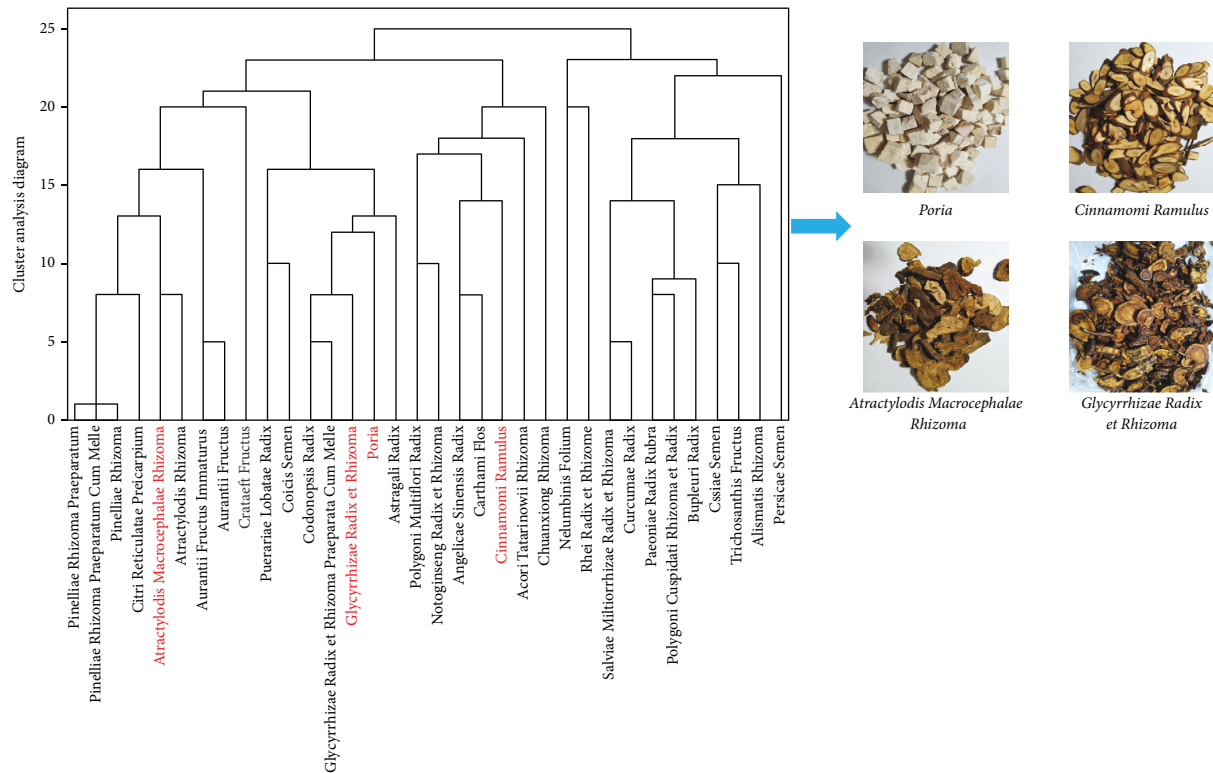 Cluster analysis diagram
25
20
15
10
5
0
Pinelliae Rhizoma Praeparatum
Pinelliae Rhizoma Praeparatum Cum Melle
Pinelliae Rhizoma
Citri Reticulatae Preicarpium
Atractylodis Macrocephalae Rhizoma
Atractylodis Rhizoma
Aurantii Fructus Immaturus
Aurantii Fructus
Crataeft Fructus
Puerariae Lobatae Radix
Coicis Semen
Codonopsis Radix
Glycyrrhizae Radix et Rhizoma Praeparata Cum Melle
Glycyrrhizae Radix et Rhizoma
Poria
Astragali Radix
Polygoni Multiflori Radix
Notoginseng Radix et Rhizoma
Angelicae Sinensis Radix
Carthami Flos
Cinnamomi Ramulus
Acori Tatarinowii Rhizoma
Chuanxiong Rhizoma
Nelumbinis Folium
Rhei Radix et Rhizome
Salviae Miltiorrhizae Radix et Rhizoma
Curcumae Radix
Paeoniae Radix Rubra
Polygoni Cuspidati Rhizoma et Radix
Bupleuri Radix
Cssiae Semen
Trichosanthis Fructus
Alismatis Rhizoma
Persicae Semen
Poria
Cinnamomi Ramulus
Atractylodis Macrocephalae
Rhizoma
Glycyrrhizae Radix
et Rhizoma